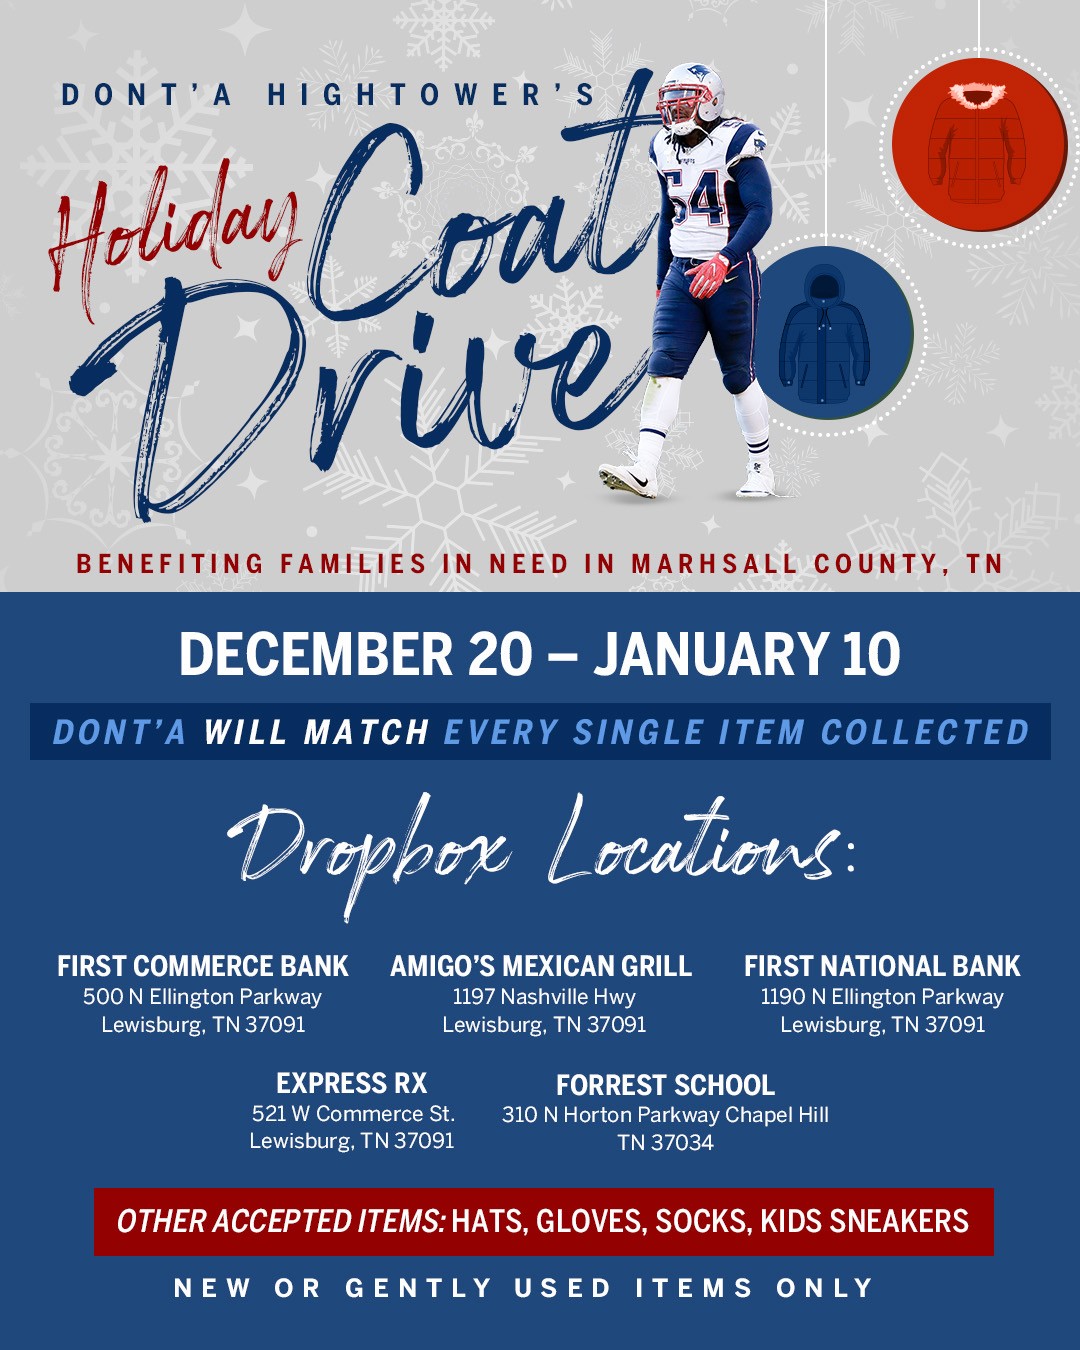 DONT'A HIGHTOWER'S
Holiday Coat
Drive
54
BENEFITING FAMILIES IN NEED IN MARHSALL COUNTY, TN
DECEMBER 20 – JANUARY 10
DONT'A WILL MATCH EVERY SINGLE ITEM COLLECTED
Dropbox Locations:
FIRST COMMERCE BANK
500 N Ellington Parkway
Lewisburg, TN 37091
AMIGO'S MEXICAN GRILL
1197 Nashville Hwy
Lewisburg, TN 37091
FIRST NATIONAL BANK
1190 N Ellington Parkway
Lewisburg, TN 37091
EXPRESS RX
521 W Commerce St.
Lewisburg, TN 37091
FORREST SCHOOL
310 N Horton Parkway Chapel Hill
TN 37034
OTHER ACCEPTED ITEMS: HATS, GLOVES, SOCKS, KIDS SNEAKERS
NEW OR GENTLY USED ITEMS ONLY